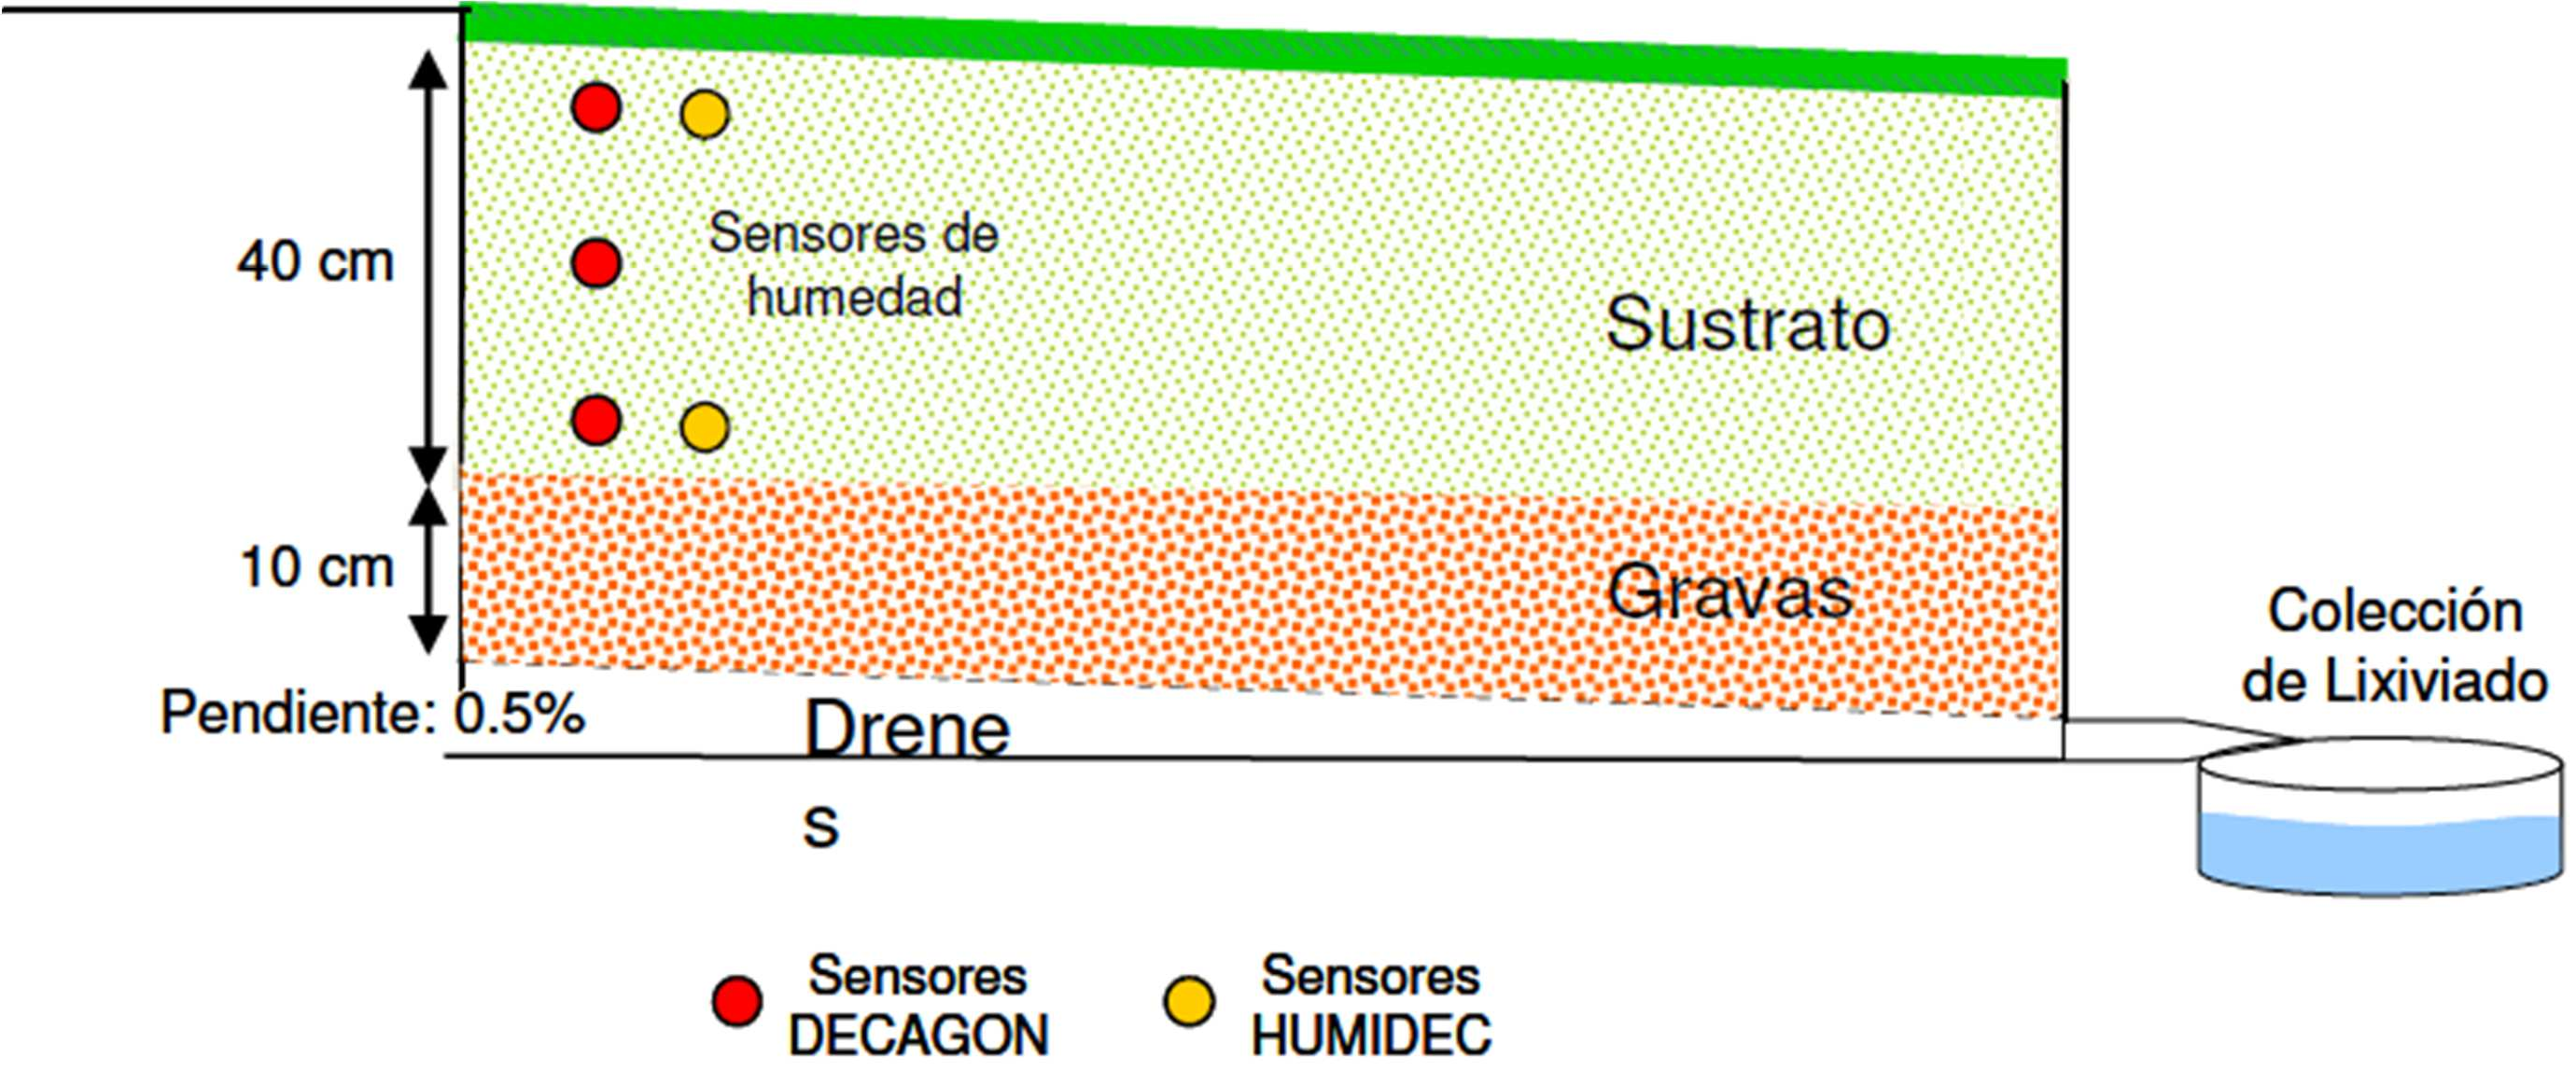 40 cm
Sensores de
humedad
Sustrato
10 cm
Gravas
Colección
de Lixiviado
Pendiente: 0.5%
Drene
s
Sensores
DECAGON
Sensores
HUMIDEC